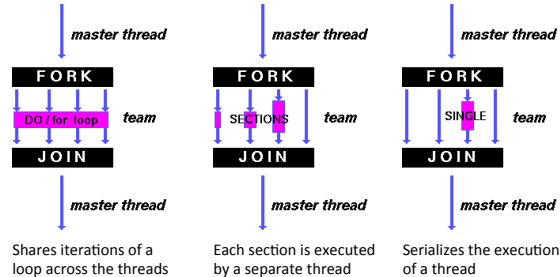 master thread
FORK
DO / for loop
team
JOIN
master thread
Shares iterations of a
loop across the threads
master thread
FORK
SECTIONS
team
JOIN
master thread
Each section is executed
by a separate thread
master thread
FORK
SINGLE
team
JOIN
master thread
Serializes the execution
of a thread